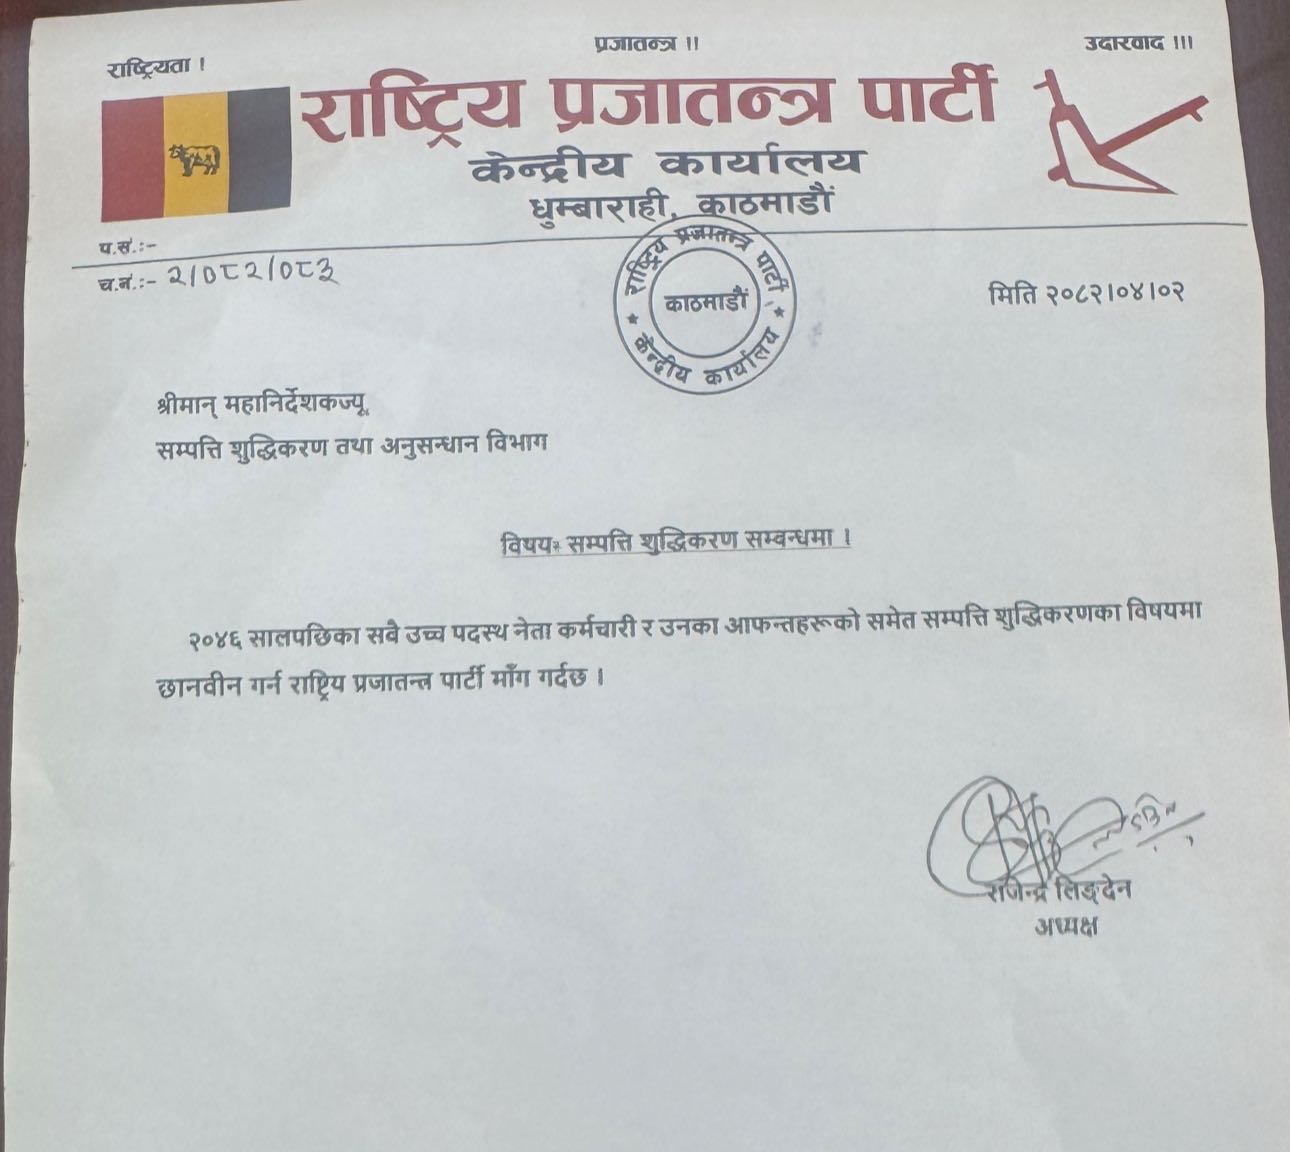 राष्ट्रियता !
प्रजातन्त्र !!
उदारवाद !!!
राष्ट्रिय प्रजातन्त्र पार्टी
केन्द्रीय कार्यालय
धुम्बाराही, काठमाडौं
प.सं.:-
च.नं.:- २/०८२/०८३
मिति २०८२।०४।०२
राष्ट्रिय प्रजातन्त्र पार्टी
काठमाडौं
केन्द्रीय कार्यालय
श्रीमान् महानिर्देशकज्यू
सम्पत्ति शुद्धिकरण तथा अनुसन्धान विभाग
विषयः सम्पत्ति शुद्धिकरण सम्बन्धमा ।
२०४६ सालपछिका सबै उच्च पदस्थ नेता कर्मचारी र उनका आफन्तहरूको समेत सम्पत्ति शुद्धिकरणका विषयमा
छानवीन गर्न राष्ट्रिय प्रजातन्त्र पार्टी माँग गर्दछ ।
राजेन्द्र लिङ्देन
अध्यक्ष